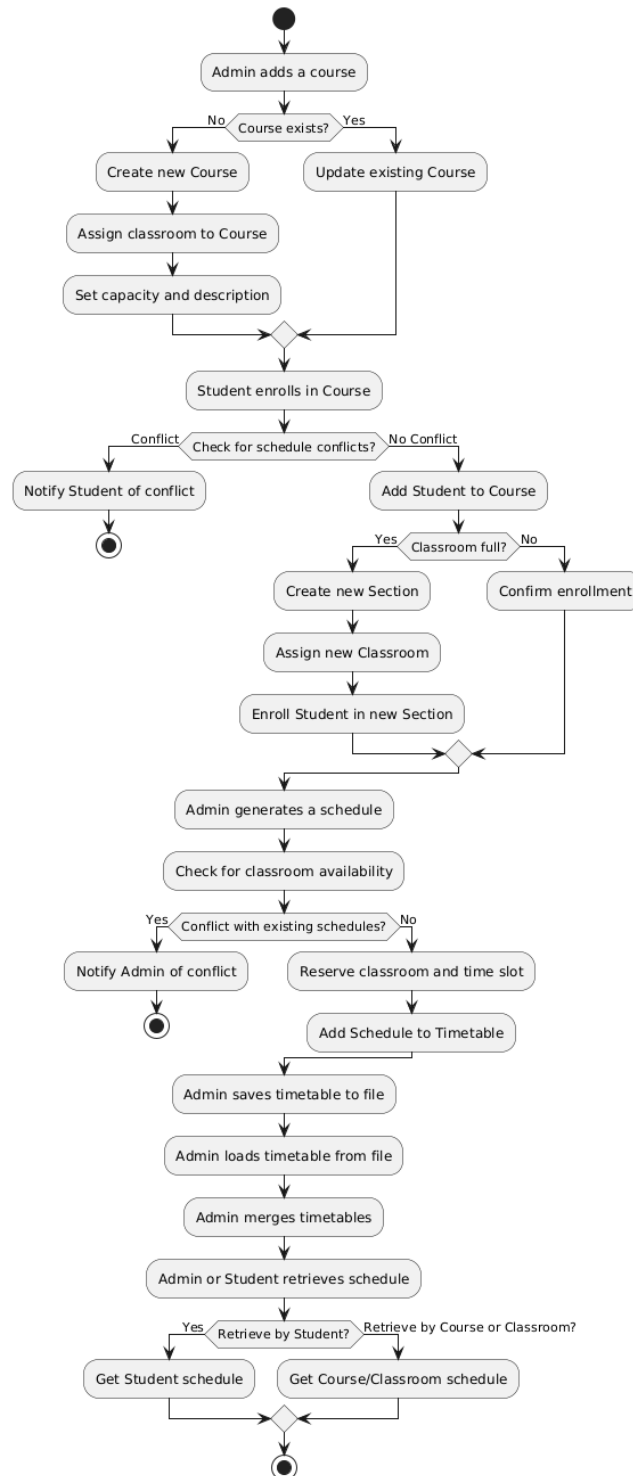 Admin adds a course
No
Course exists?
Yes
Create new Course
Update existing Course
Assign classroom to Course
Set capacity and description
Student enrolls in Course
Conflict
Check for schedule conflicts?
No Conflict
Notify Student of conflict
Add Student to Course
Yes
Classroom full?
No
Create new Section
Confirm enrollment
Assign new Classroom
Enroll Student in new Section
Admin generates a schedule
Check for classroom availability
Yes
Conflict with existing schedules?
No
Notify Admin of conflict
Reserve classroom and time slot
Add Schedule to Timetable
Admin saves timetable to file
Admin loads timetable from file
Admin merges timetables
Admin or Student retrieves schedule
Yes
Retrieve by Student?
Retrieve by Course or Classroom?
Get Student schedule
Get Course/Classroom schedule